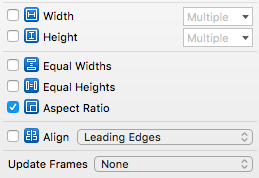 Width Multiple
Height Multiple
Equal Widths
Equal Heights
Aspect Ratio
Align Leading Edges
Update Frames None